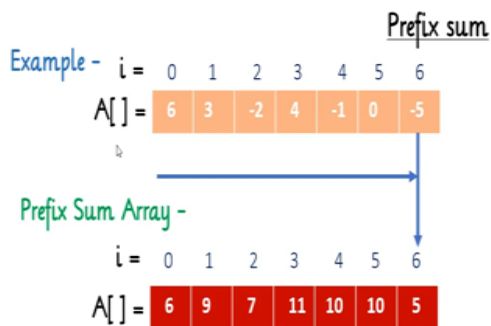 Prefix sum
Example - i = 0 1 2 3 4 5 6
A[ ] = 6 3 -2 4 -1 0 -5
Prefix Sum Array -
i = 0 1 2 3 4 5 6
A[ ] = 6 9 7 11 10 10 5